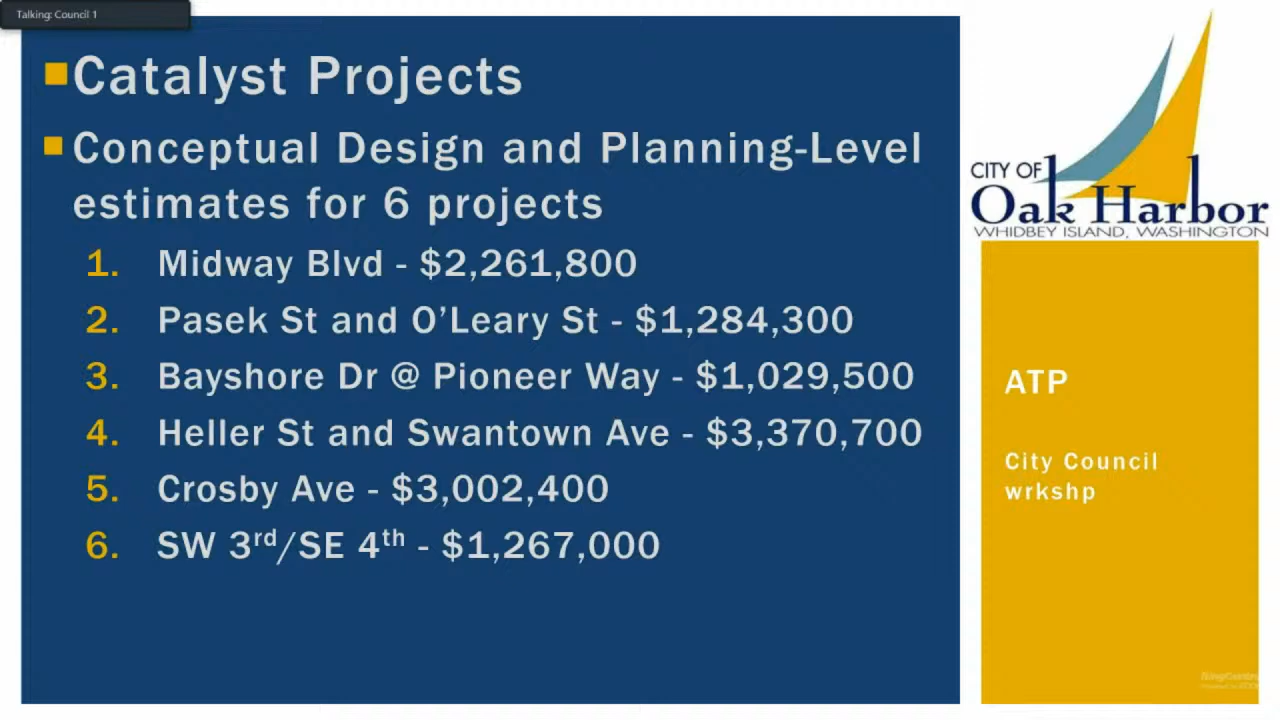 Talking: Council 1
Catalyst Projects
Conceptual Design and Planning-Level
estimates for 6 projects
1. Midway Blvd - $2,261,800
2. Pasek St and O’Leary St - $1,284,300
3. Bayshore Dr @ Pioneer Way - $1,029,500
4. Heller St and Swantown Ave - $3,370,700
5. Crosby Ave - $3,002,400
6. SW 3rd/SE 4th - $1,267,000
CITY OF
Oak Harbor
WHIDBEY ISLAND, WASHINGTON
ATP
City Council
wrkshp